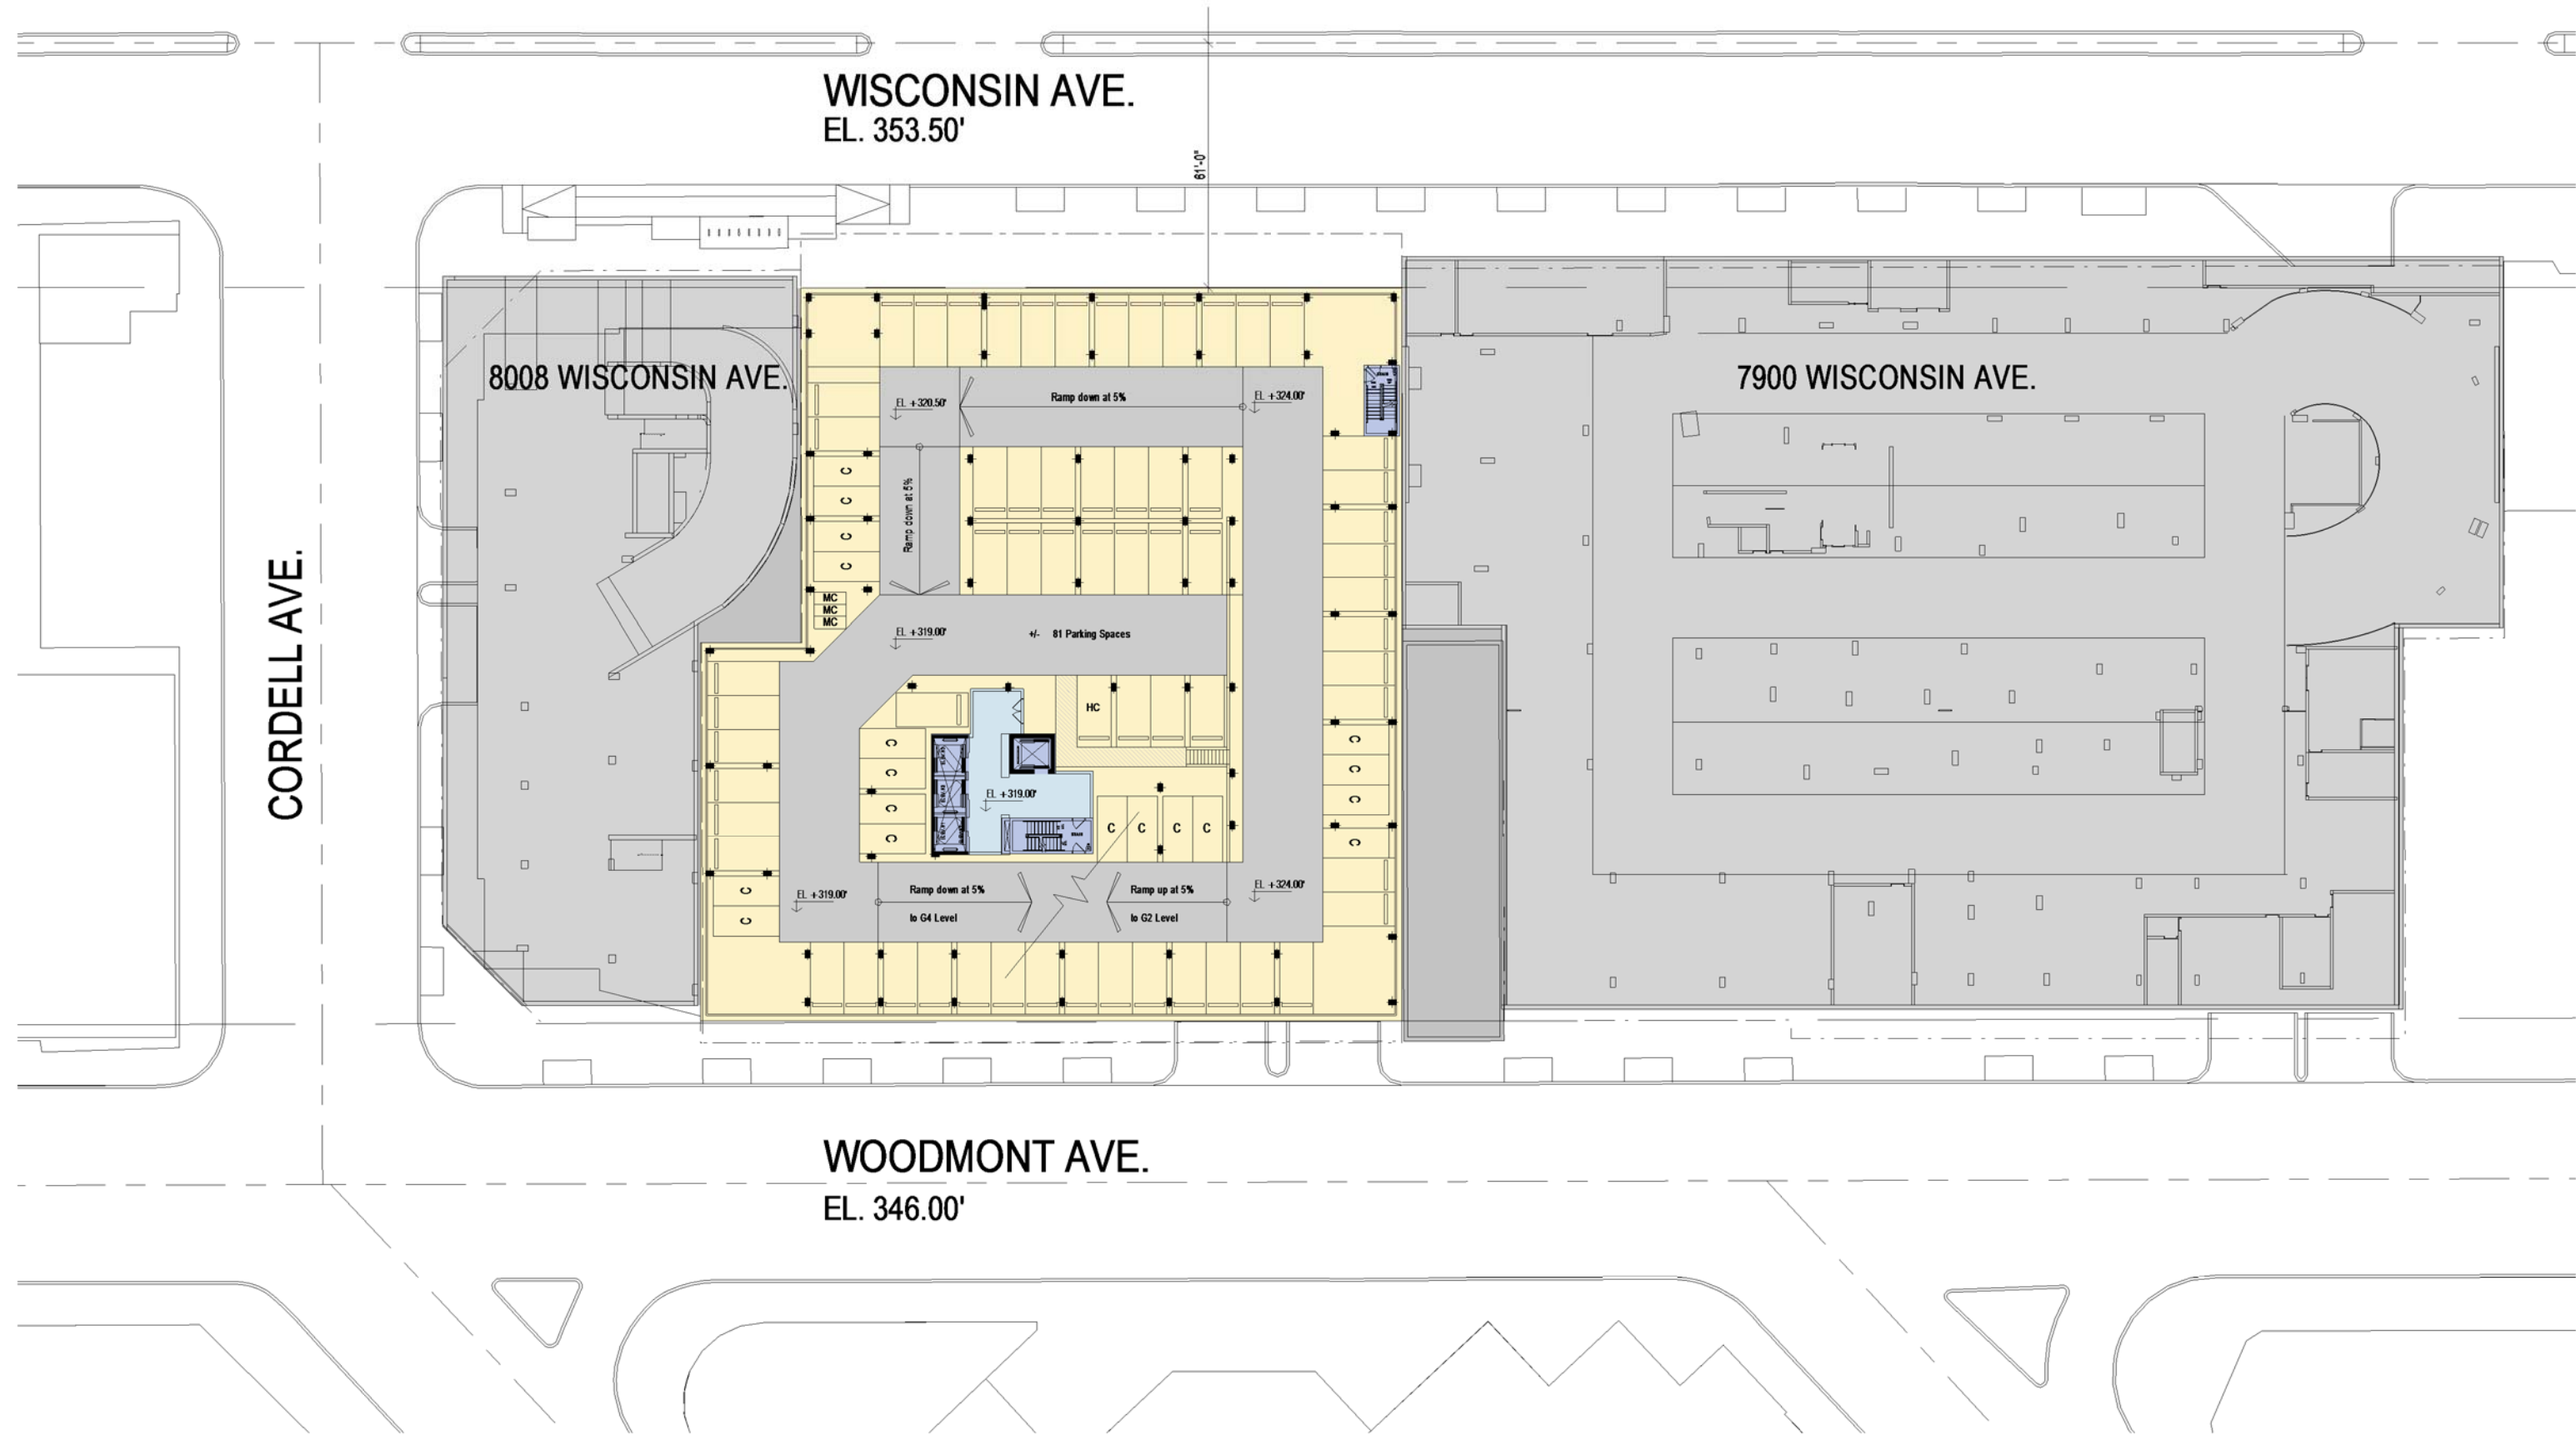 WISCONSIN AVE.
EL. 353.50'
61'-0"
8008 WISCONSIN AVE.
7900 WISCONSIN AVE.
EL +320.50'
Ramp down at 5%
EL +324.00'
Ramp down at 5%
C
C
C
C
MC
MC
MC
EL +319.00'
+/- 81 Parking Spaces
CORDELL AVE.
HC
C
C
C
C
EL +319.00'
C
C
C
C
C
C
C
C
C
C
EL +319.00'
Ramp down at 5%
to G4 Level
Ramp up at 5%
to G2 Level
EL +324.00'
WOODMONT AVE.
EL. 346.00'